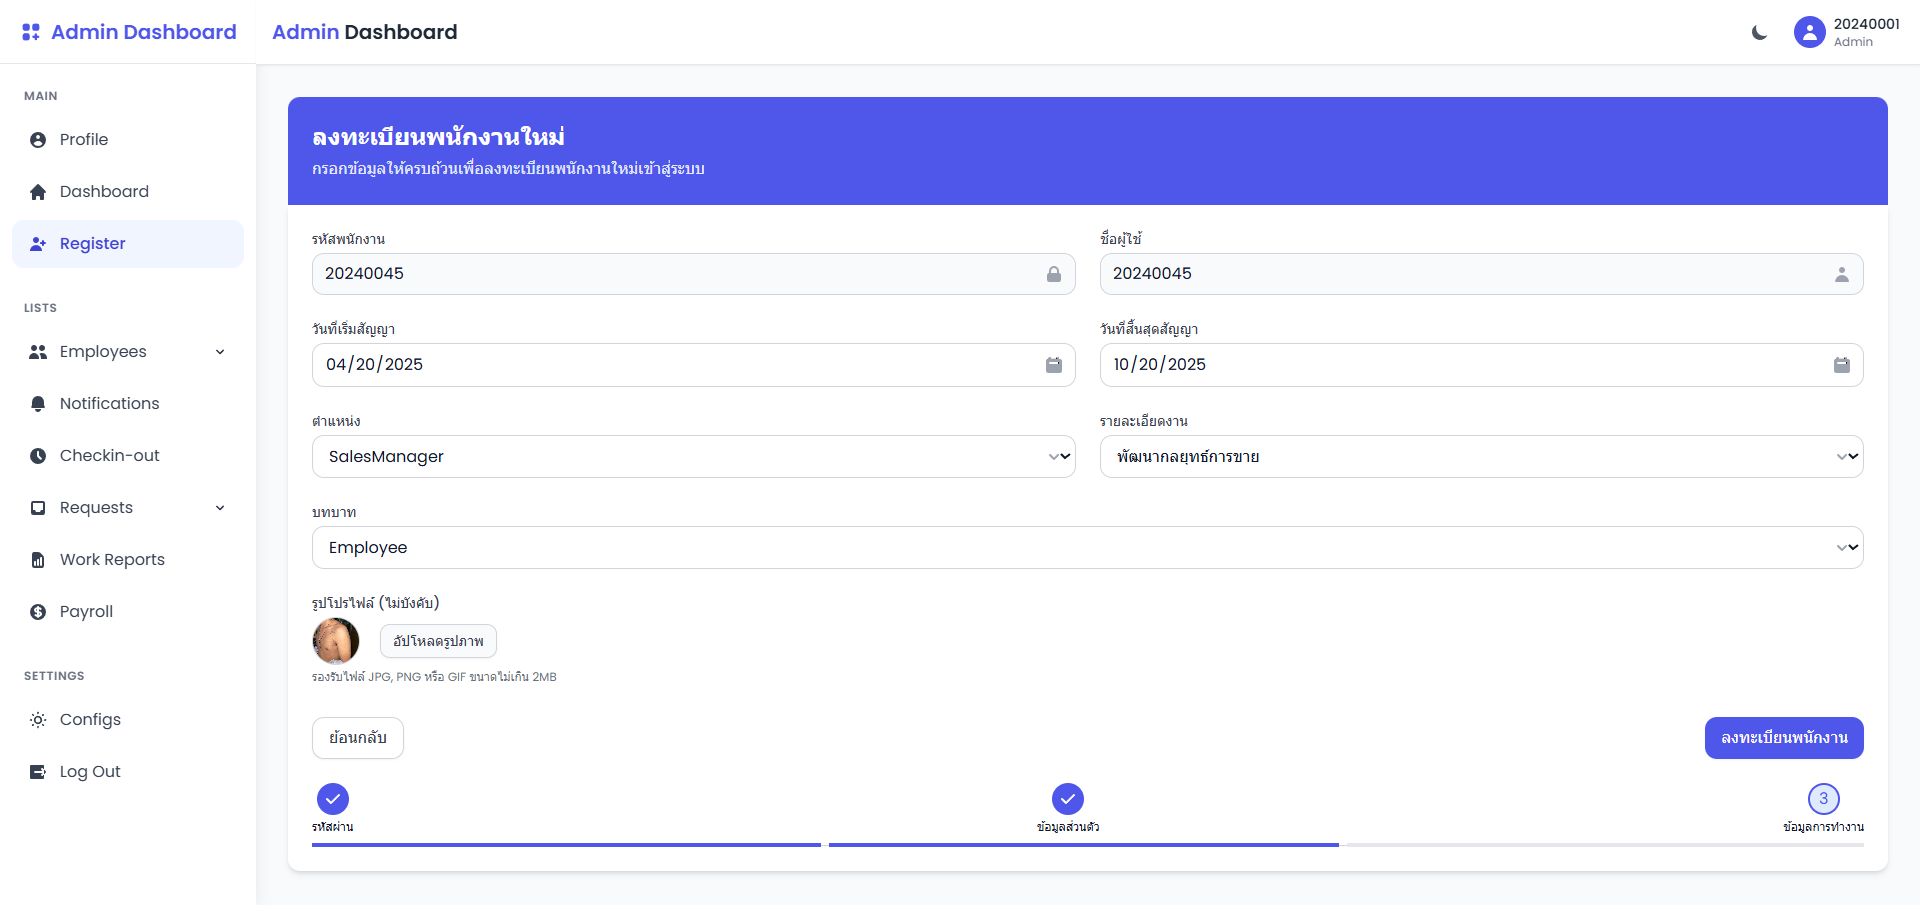 Admin Dashboard
Admin Dashboard
20240001
Admin
MAIN
Profile
Dashboard
Register
LISTS
Employees
Notifications
Checkin-out
Requests
Work Reports
Payroll
SETTINGS
Configs
Log Out
ลงทะเบียนพนักงานใหม่
กรอกข้อมูลให้ครบถ้วนเพื่อลงทะเบียนพนักงานใหม่เข้าสู่ระบบ
รหัสพนักงาน
ชื่อผู้ใช้
20240045
20240045
วันที่เริ่มสัญญา
วันที่สิ้นสุดสัญญา
04/20/2025
10/20/2025
ตำแหน่ง
รายละเอียดงาน
SalesManager
พัฒนากลยุทธ์การขาย
บทบาท
Employee
รูปโปรไฟล์ (ไม่บังคับ)
อัปโหลดรูปภาพ
รองรับไฟล์ JPG, PNG หรือ GIF ขนาดไม่เกิน 2MB
ย้อนกลับ
ลงทะเบียนพนักงาน
3
รหัสผ่าน
ข้อมูลส่วนตัว
ข้อมูลการทำงาน